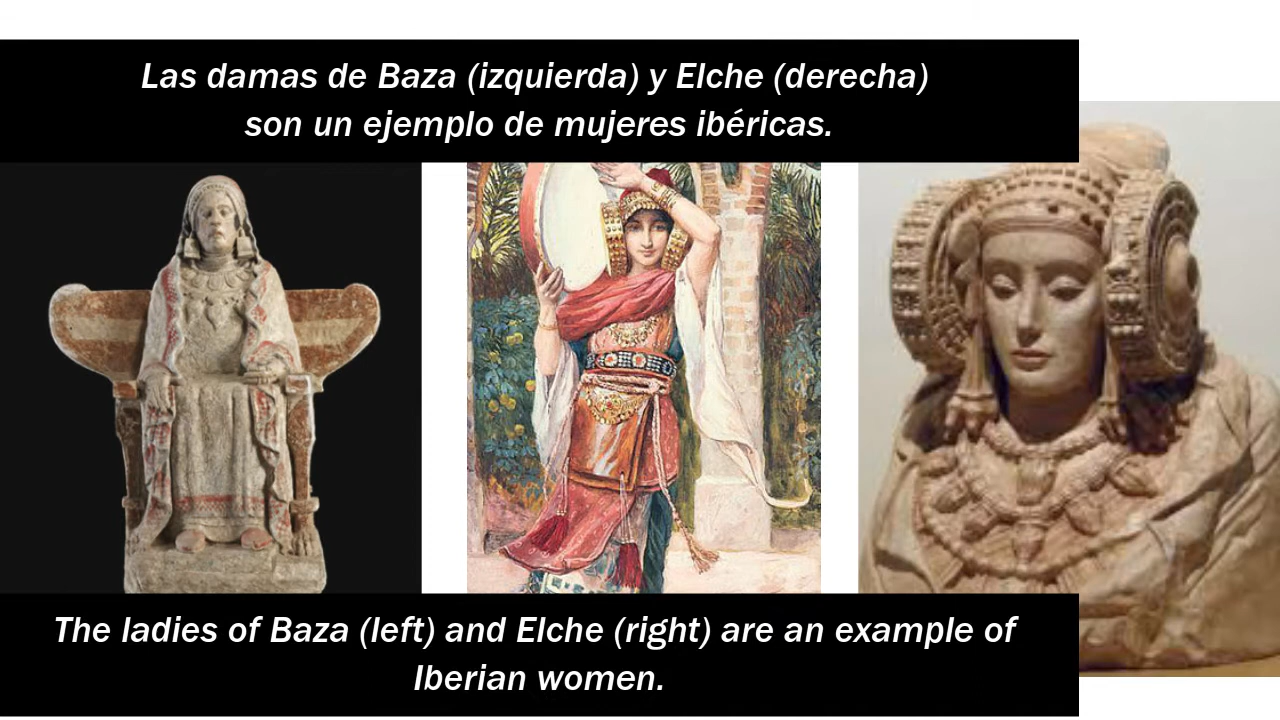 Las damas de Baza (izquierda) y Elche (derecha)
son un ejemplo de mujeres ibéricas.
The ladies of Baza (left) and Elche (right) are an example of
Iberian women.